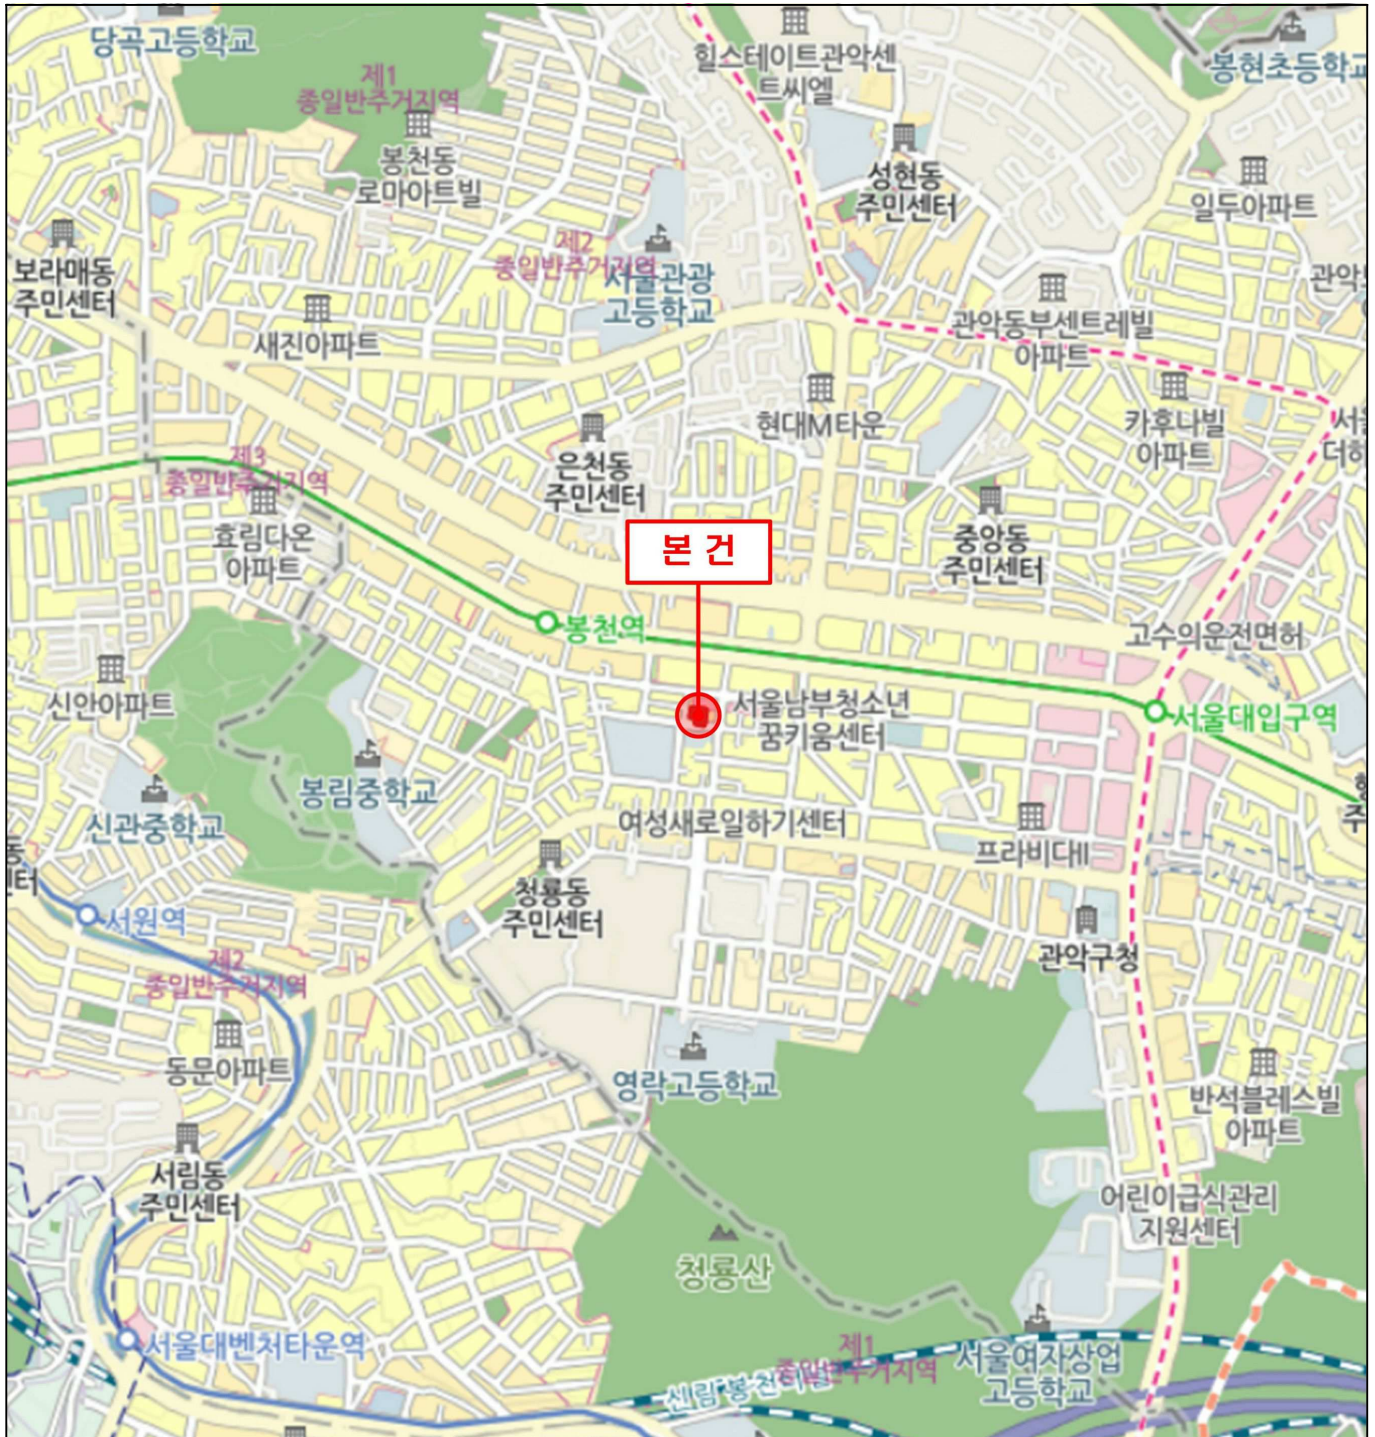 당곡고등학교
힐스테이트관악센
트씨엘
봉현초등학교
제1
종일반주거지역
봉천동
로마아트빌
성현동
주민센터
일두아파트
보라매동
주민센터
제2
종일반주거지역
서울관광
고등학교
관악
새진아파트
관악동부센트레빌
아파트
현대M타운
카후나빌
아파트
은천동
주민센터
제3
종일반주거지역
효림다온
아파트
중앙동
주민센터
본 건
봉천역
고수의운전면허
신안아파트
서울남부청소년
꿈키움센터
서울대입구역
봉림중학교
신관중학교
여성새로일하기센터
프라비다II
동
센터
청룡동
주민센터
서원역
관악구청
제2
종일반주거지역
동문아파트
영락고등학교
반석블레스빌
아파트
서림동
주민센터
어린이급식관리
지원센터
청룡산
서울대벤처타운역
제1
종일반주거지역
서울여자상업
고등학교
신림-봉천터널